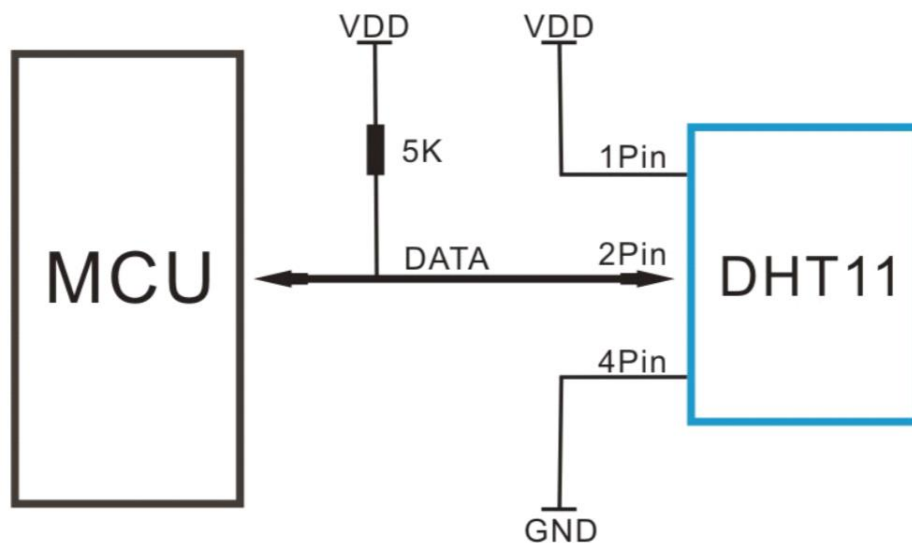 VDD
VDD
5K
1Pin
MCU
DATA
2Pin
DHT11
4Pin
GND